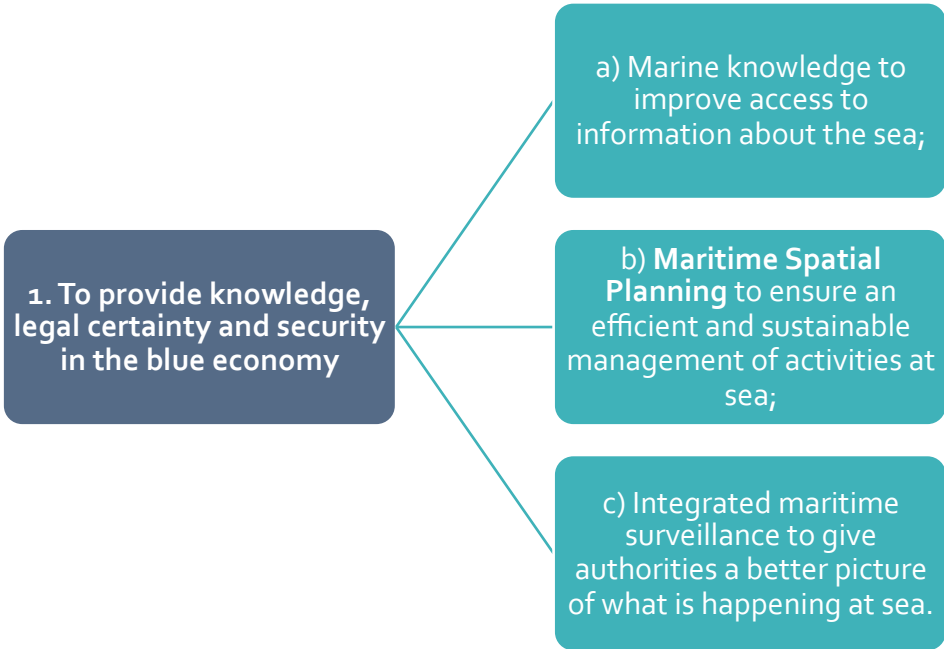 1. To provide knowledge,
legal certainty and security
in the blue economy
a) Marine knowledge to
improve access to
information about the sea;
b) Maritime Spatial
Planning to ensure an
efficient and sustainable
management of activities at
sea;
c) Integrated maritime
surveillance to give
authorities a better picture
of what is happening at sea.